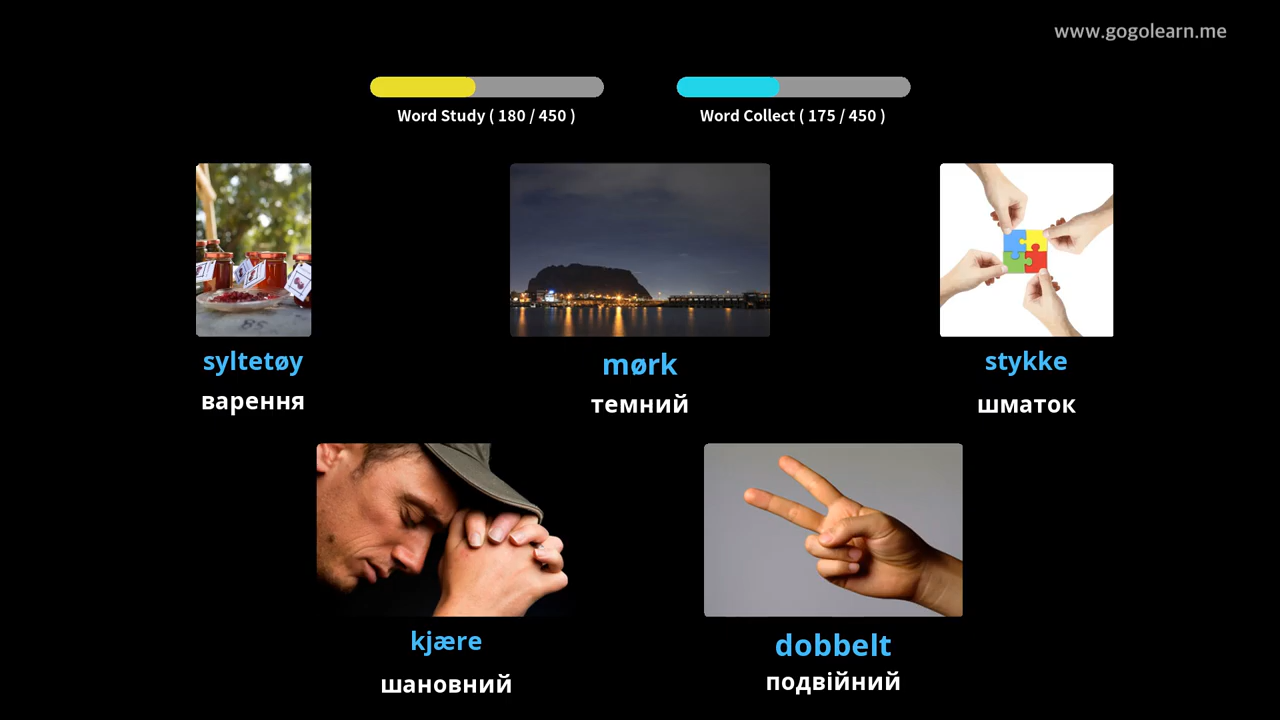 www.gogolearn.me
Word Study ( 180 / 450 )
Word Collect ( 175 / 450 )
syltetøy
варення
mørk
темний
stykke
шматок
kjære
шановний
dobbelt
подвійний